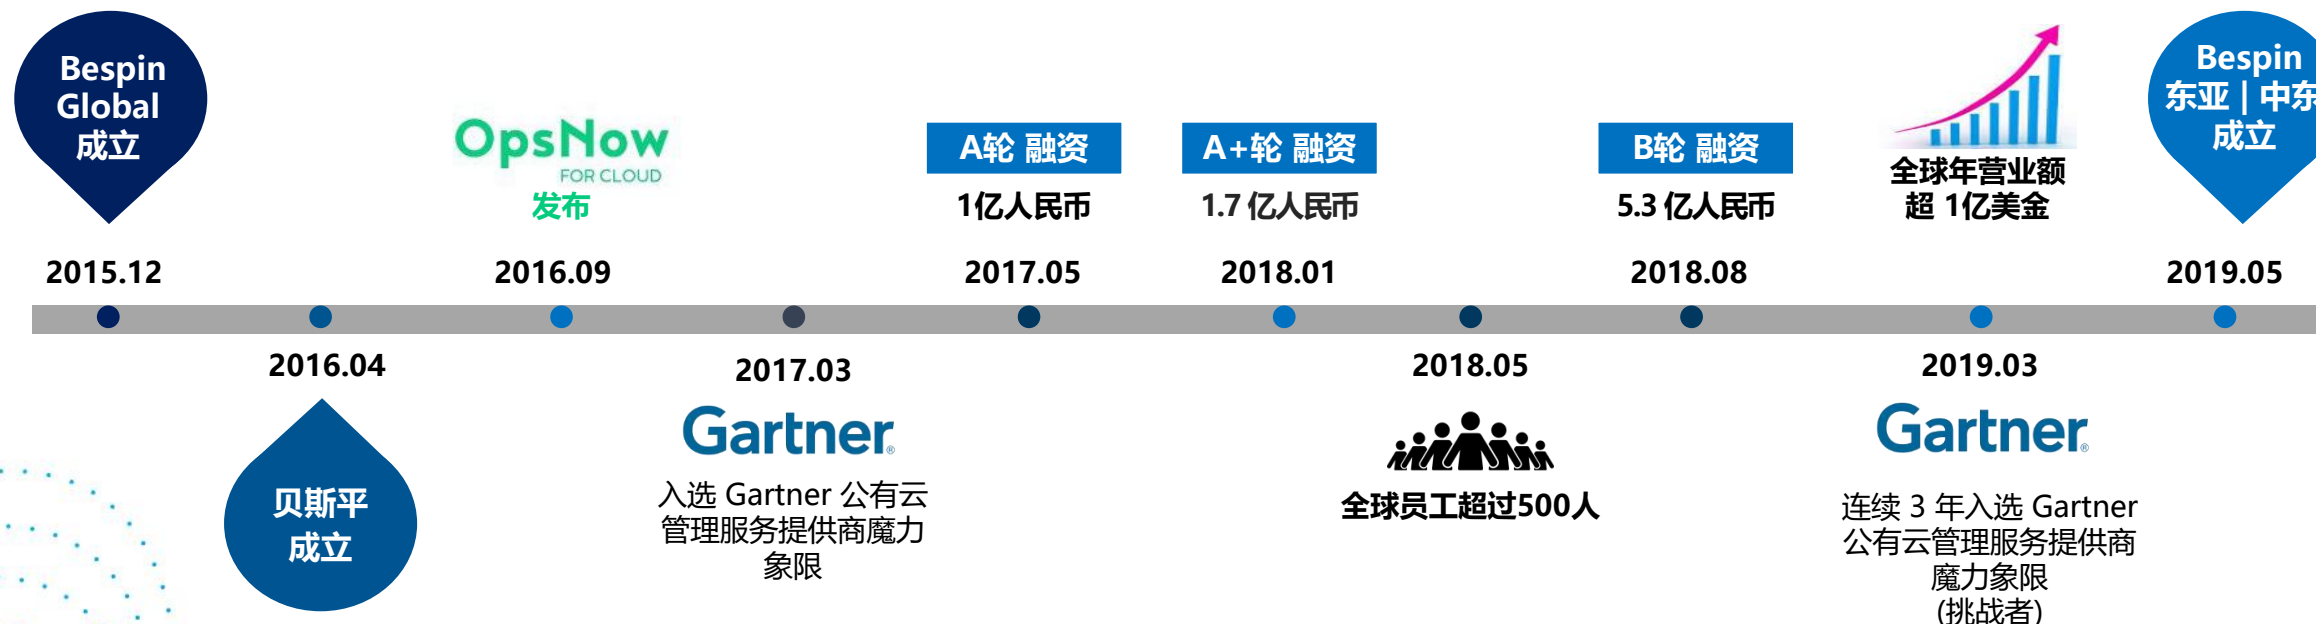 Bespin
Global
成立
2015.12
2016.04
贝斯平
成立
OpsNow
FOR CLOUD
发布
2016.09
2017.03
Gartner®
入选 Gartner 公有云
管理服务提供商魔力
象限
A轮 融资
1亿人民币
2017.05
A+轮 融资
1.7 亿人民币
2018.01
2018.05
全球员工超过500人
B轮 融资
5.3 亿人民币
2018.08
全球年营业额
超 1亿美金
2019.03
Gartner®
连续 3 年入选 Gartner
公有云管理服务提供商
魔力象限
(挑战者)
Bespin
东亚 | 中东
成立
2019.05